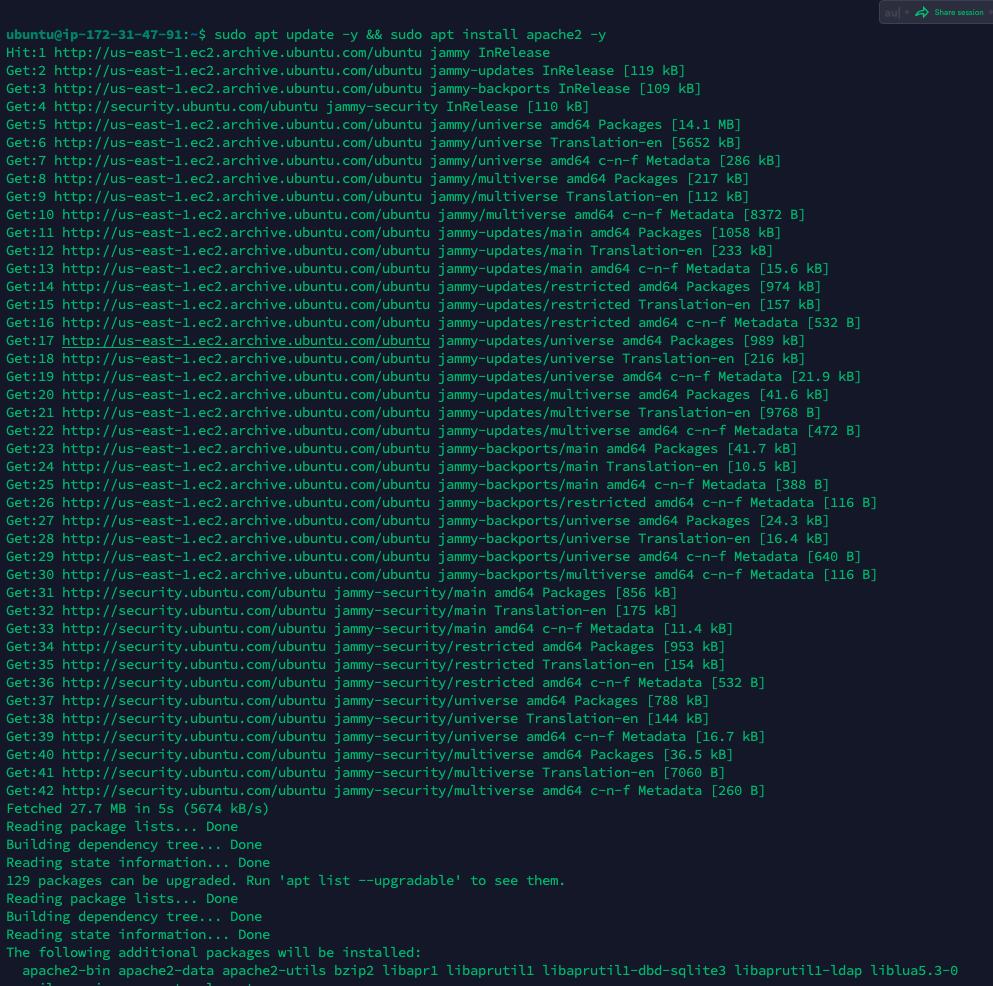 au
Share session
ubuntu@ip-172-31-47-91:~$ sudo apt update -y && sudo apt install apache2 -y
Hit:1 http://us-east-1.ec2.archive.ubuntu.com/ubuntu jammy InRelease
Get:2 http://us-east-1.ec2.archive.ubuntu.com/ubuntu jammy-updates InRelease [119 kB]
Get:3 http://us-east-1.ec2.archive.ubuntu.com/ubuntu jammy-backports InRelease [109 kB]
Get:4 http://security.ubuntu.com/ubuntu jammy-security InRelease [110 kB]
Get:5 http://us-east-1.ec2.archive.ubuntu.com/ubuntu jammy/universe amd64 Packages [14.1 MB]
Get:6 http://us-east-1.ec2.archive.ubuntu.com/ubuntu jammy/universe Translation-en [5652 kB]
Get:7 http://us-east-1.ec2.archive.ubuntu.com/ubuntu jammy/universe amd64 c-n-f Metadata [286 kB]
Get:8 http://us-east-1.ec2.archive.ubuntu.com/ubuntu jammy/multiverse amd64 Packages [217 kB]
Get:9 http://us-east-1.ec2.archive.ubuntu.com/ubuntu jammy/multiverse Translation-en [112 kB]
Get:10 http://us-east-1.ec2.archive.ubuntu.com/ubuntu jammy/multiverse amd64 c-n-f Metadata [8372 B]
Get:11 http://us-east-1.ec2.archive.ubuntu.com/ubuntu jammy-updates/main amd64 Packages [1058 kB]
Get:12 http://us-east-1.ec2.archive.ubuntu.com/ubuntu jammy-updates/main Translation-en [233 kB]
Get:13 http://us-east-1.ec2.archive.ubuntu.com/ubuntu jammy-updates/main amd64 c-n-f Metadata [15.6 kB]
Get:14 http://us-east-1.ec2.archive.ubuntu.com/ubuntu jammy-updates/restricted amd64 Packages [974 kB]
Get:15 http://us-east-1.ec2.archive.ubuntu.com/ubuntu jammy-updates/restricted Translation-en [157 kB]
Get:16 http://us-east-1.ec2.archive.ubuntu.com/ubuntu jammy-updates/restricted amd64 c-n-f Metadata [532 B]
Get:17 http://us-east-1.ec2.archive.ubuntu.com/ubuntu jammy-updates/universe amd64 Packages [989 kB]
Get:18 http://us-east-1.ec2.archive.ubuntu.com/ubuntu jammy-updates/universe Translation-en [216 kB]
Get:19 http://us-east-1.ec2.archive.ubuntu.com/ubuntu jammy-updates/universe amd64 c-n-f Metadata [21.9 kB]
Get:20 http://us-east-1.ec2.archive.ubuntu.com/ubuntu jammy-updates/multiverse amd64 Packages [41.6 kB]
Get:21 http://us-east-1.ec2.archive.ubuntu.com/ubuntu jammy-updates/multiverse Translation-en [9768 B]
Get:22 http://us-east-1.ec2.archive.ubuntu.com/ubuntu jammy-updates/multiverse amd64 c-n-f Metadata [472 B]
Get:23 http://us-east-1.ec2.archive.ubuntu.com/ubuntu jammy-backports/main amd64 Packages [41.7 kB]
Get:24 http://us-east-1.ec2.archive.ubuntu.com/ubuntu jammy-backports/main Translation-en [10.5 kB]
Get:25 http://us-east-1.ec2.archive.ubuntu.com/ubuntu jammy-backports/main amd64 c-n-f Metadata [388 B]
Get:26 http://us-east-1.ec2.archive.ubuntu.com/ubuntu jammy-backports/restricted amd64 c-n-f Metadata [116 B]
Get:27 http://us-east-1.ec2.archive.ubuntu.com/ubuntu jammy-backports/universe amd64 Packages [24.3 kB]
Get:28 http://us-east-1.ec2.archive.ubuntu.com/ubuntu jammy-backports/universe Translation-en [16.4 kB]
Get:29 http://us-east-1.ec2.archive.ubuntu.com/ubuntu jammy-backports/universe amd64 c-n-f Metadata [640 B]
Get:30 http://us-east-1.ec2.archive.ubuntu.com/ubuntu jammy-backports/multiverse amd64 c-n-f Metadata [116 B]
Get:31 http://security.ubuntu.com/ubuntu jammy-security/main amd64 Packages [856 kB]
Get:32 http://security.ubuntu.com/ubuntu jammy-security/main Translation-en [175 kB]
Get:33 http://security.ubuntu.com/ubuntu jammy-security/main amd64 c-n-f Metadata [11.4 kB]
Get:34 http://security.ubuntu.com/ubuntu jammy-security/restricted amd64 Packages [953 kB]
Get:35 http://security.ubuntu.com/ubuntu jammy-security/restricted Translation-en [154 kB]
Get:36 http://security.ubuntu.com/ubuntu jammy-security/restricted amd64 c-n-f Metadata [532 B]
Get:37 http://security.ubuntu.com/ubuntu jammy-security/universe amd64 Packages [788 kB]
Get:38 http://security.ubuntu.com/ubuntu jammy-security/universe Translation-en [144 kB]
Get:39 http://security.ubuntu.com/ubuntu jammy-security/universe amd64 c-n-f Metadata [16.7 kB]
Get:40 http://security.ubuntu.com/ubuntu jammy-security/multiverse amd64 Packages [36.5 kB]
Get:41 http://security.ubuntu.com/ubuntu jammy-security/multiverse Translation-en [7060 B]
Get:42 http://security.ubuntu.com/ubuntu jammy-security/multiverse amd64 c-n-f Metadata [260 B]
Fetched 27.7 MB in 5s (5674 kB/s)
Reading package lists... Done
Building dependency tree... Done
Reading state information... Done
129 packages can be upgraded. Run 'apt list --upgradable' to see them.
Reading package lists... Done
Building dependency tree... Done
Reading state information... Done
The following additional packages will be installed:
apache2-bin apache2-data apache2-utils bzip2 libapr1 libaprutil1 libaprutil1-dbd-sqlite3 libaprutil1-ldap liblua5.3-0